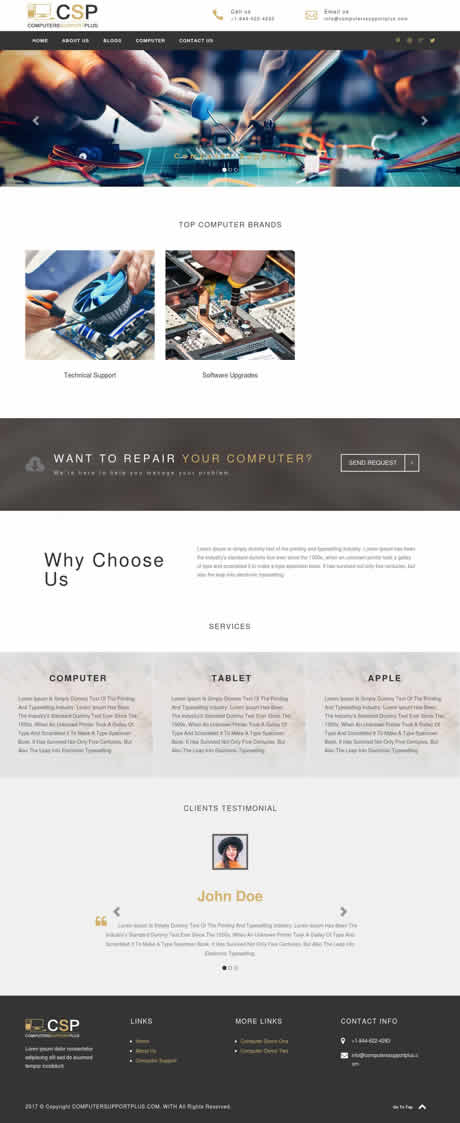 CSP
COMPUTERSSUPPORTPLUS
Call us
+1-844-622-4283
Email us
info@computerssupportplus.com
HOME
ABOUT US
BLOGS
COMPUTER
CONTACT US
TOP COMPUTER BRANDS
Technical Support
Software Upgrades
WANT TO REPAIR YOUR COMPUTER?
We're here to help you manage your problem.
SEND REQUEST
Why Choose
Us
Lorem Ipsum is simply dummy text of the printing and typesetting industry. Lorem Ipsum has been
the industry's standard dummy text ever since the 1500s, when an unknown printer took a galley
of type and scrambled it to make a type specimen book. It has survived not only five centuries, but
also the leap into electronic typesetting
SERVICES
COMPUTER
Lorem Ipsum Is Simply Dummy Text Of The Printing
And Typesetting Industry. Lorem Ipsum Has Been
The Industry's Standard Dummy Text Ever Since The
1500s, When An Unknown Printer Took A Galley Of
Type And Scrambled It To Make A Type Specimen
Book. It Has Survived Not Only Five Centuries, But
Also The Leap Into Electronic Typesetting
TABLET
Lorem Ipsum Is Simply Dummy Text Of The Printing
And Typesetting Industry. Lorem Ipsum Has Been
The Industry's Standard Dummy Text Ever Since The
1500s, When An Unknown Printer Took A Galley Of
Type And Scrambled It To Make A Type Specimen
Book. It Has Survived Not Only Five Centuries, But
Also The Leap Into Electronic Typesetting
APPLE
Lorem Ipsum Is Simply Dummy Text Of The Printing
And Typesetting Industry. Lorem Ipsum Has Been
The Industry's Standard Dummy Text Ever Since The
1500s, When An Unknown Printer Took A Galley Of
Type And Scrambled It To Make A Type Specimen
Book. It Has Survived Not Only Five Centuries, But
Also The Leap Into Electronic Typesetting
CLIENTS TESTIMONIAL
John Doe
Lorem Ipsum Is Simply Dummy Text Of The Printing And Typesetting Industry. Lorem Ipsum Has Been The
Industry's Standard Dummy Text Ever Since The 1500s, When An Unknown Printer Took A Galley Of Type And
Scrambled It To Make A Type Specimen Book. It Has Survived Not Only Five Centuries, But Also The Leap Into
Electronic Typesetting.
CSP
COMPUTERSSUPPORTPLUS
Lorem ipsum dolor consectetur
adipiscing elit sed do eiusmod
tempor incididunt
LINKS
Home
About Us
Computer Support
MORE LINKS
Computer Demo One
Computer Demo Two
CONTACT INFO
+1-844-622-4283
info@computerssupportplus.c
om
2017 © Copyright COMPUTERSUPPORTPLUS.COM. WITH All Rights Reserved.
Go To Top